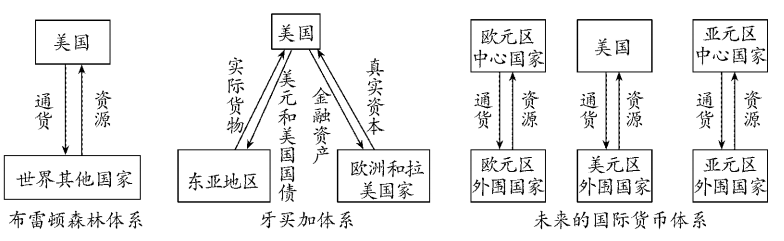 美国
通货
资源
世界其他国家
布雷顿森林体系
美国
实际货物
美元和美国国债
金融资产
真实资本
东亚地区
欧洲和拉
美国家
牙买加体系
欧元区
中心国家
通货
资源
欧元区
外围国家
美国
通货
资源
美元区
外围国家
亚元区
中心国家
通货
资源
亚元区
外围国家
未来的国际货币体系